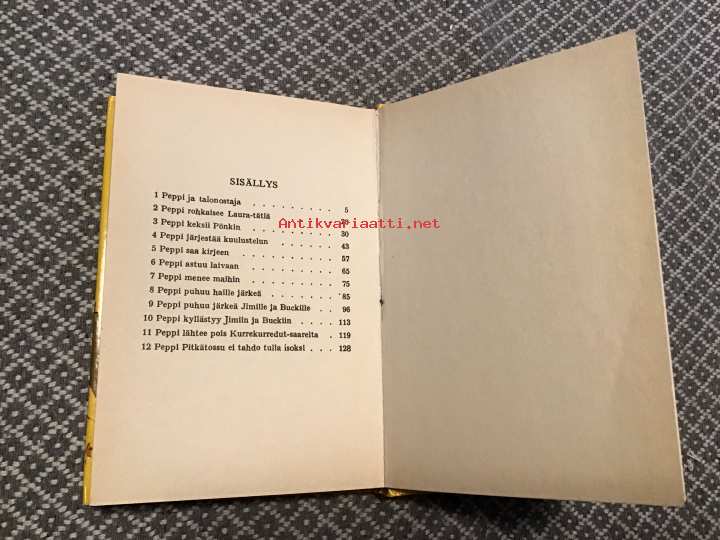 SISÄLLYS
1 Peppi ja talonostaja . . . . . . . . . 5
2 Peppi rohkaisee Laura-tätiä
Antikvariaatti.net
3 Peppi keksii Pönkin . . . . . . . . . 30
4 Peppi järjestää kuulustelun . . . . . . 43
5 Peppi saa kirjeen . . . . . . . . . . 57
6 Peppi astuu laivaan . . . . . . . . . 65
7 Peppi menee maihin . . . . . . . . . 75
8 Peppi puhuu haille järkeä . . . . . . . 85
9 Peppi puhuu järkeä Jimille ja Buckille . . 96
10 Peppi kyllästyy Jimiin ja Buckiin . . . . 113
11 Peppi lähtee pois Kurrekurredut-saarelta . 119
12 Peppi Pitkätossu ei tahdo tulla isoksi . . . 128